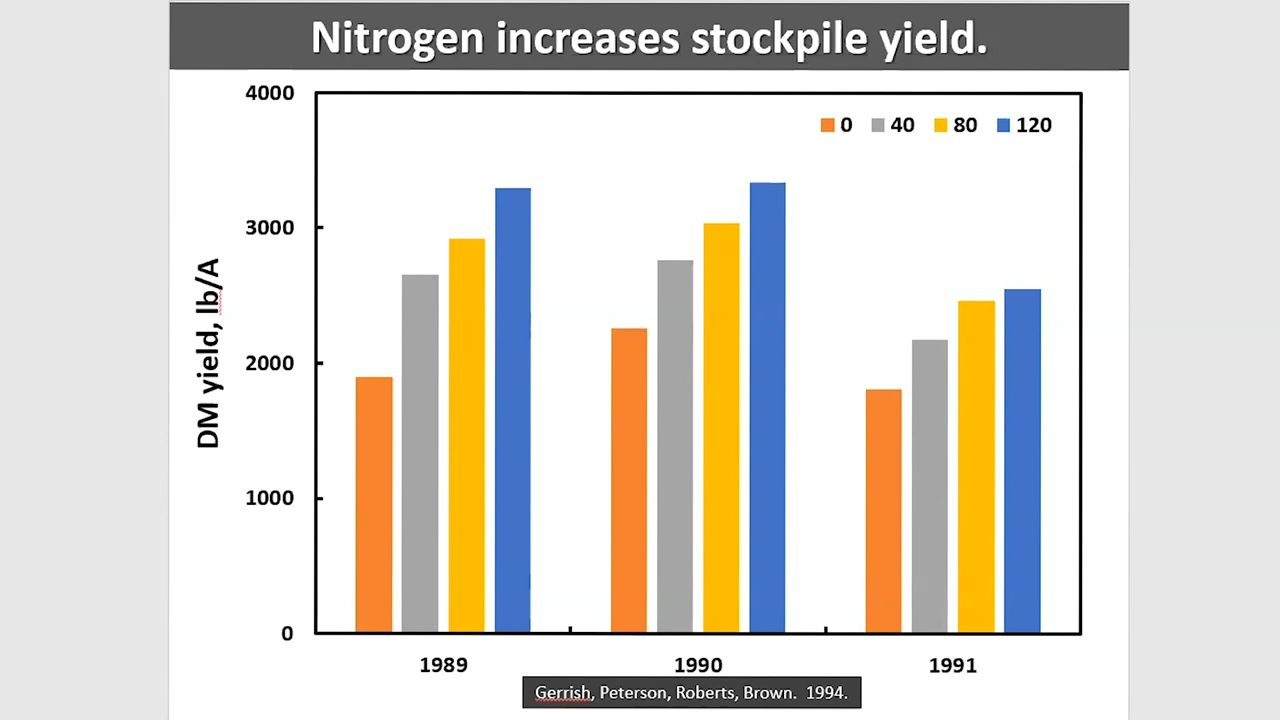 Nitrogen increases stockpile yield.
4000
0 40 80 120
3000
DM yield, lb/A
2000
1000
0
1989 1990 1991
Gerrish, Peterson, Roberts, Brown. 1994.